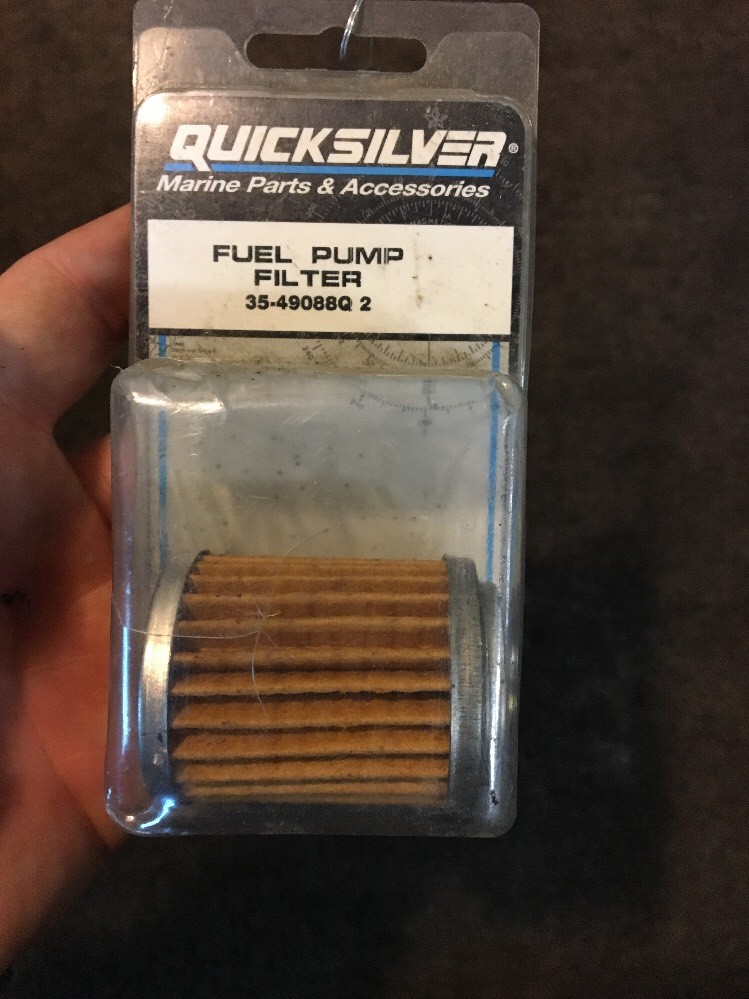 QUICKSILVER®
Marine Parts & Accessories
FUEL PUMP
FILTER
35-49088Q 2